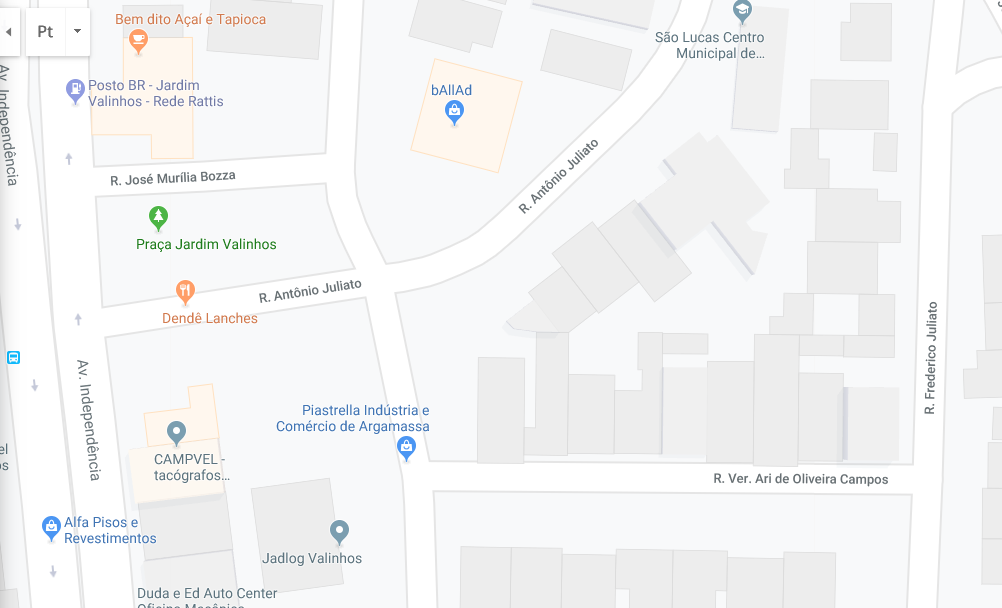 Pt
Bem dito Açaí e Tapioca
São Lucas Centro
Municipal de...
Av. Independência
Posto BR - Jardim
Valinhos - Rede Rattis
bAllAd
R. Antônio Juliato
R. José Murília Bozza
Praça Jardim Valinhos
R. Antônio Juliato
Dendê Lanches
R. Frederico Juliato
Av. Independência
Piastrella Indústria e
Comércio de Argamassa
CAMPVEL -
tacógrafos...
R. Ver. Ari de Oliveira Campos
Alfa Pisos e
Revestimentos
Jadlog Valinhos
Duda e Ed Auto Center
Oficina Mecânica